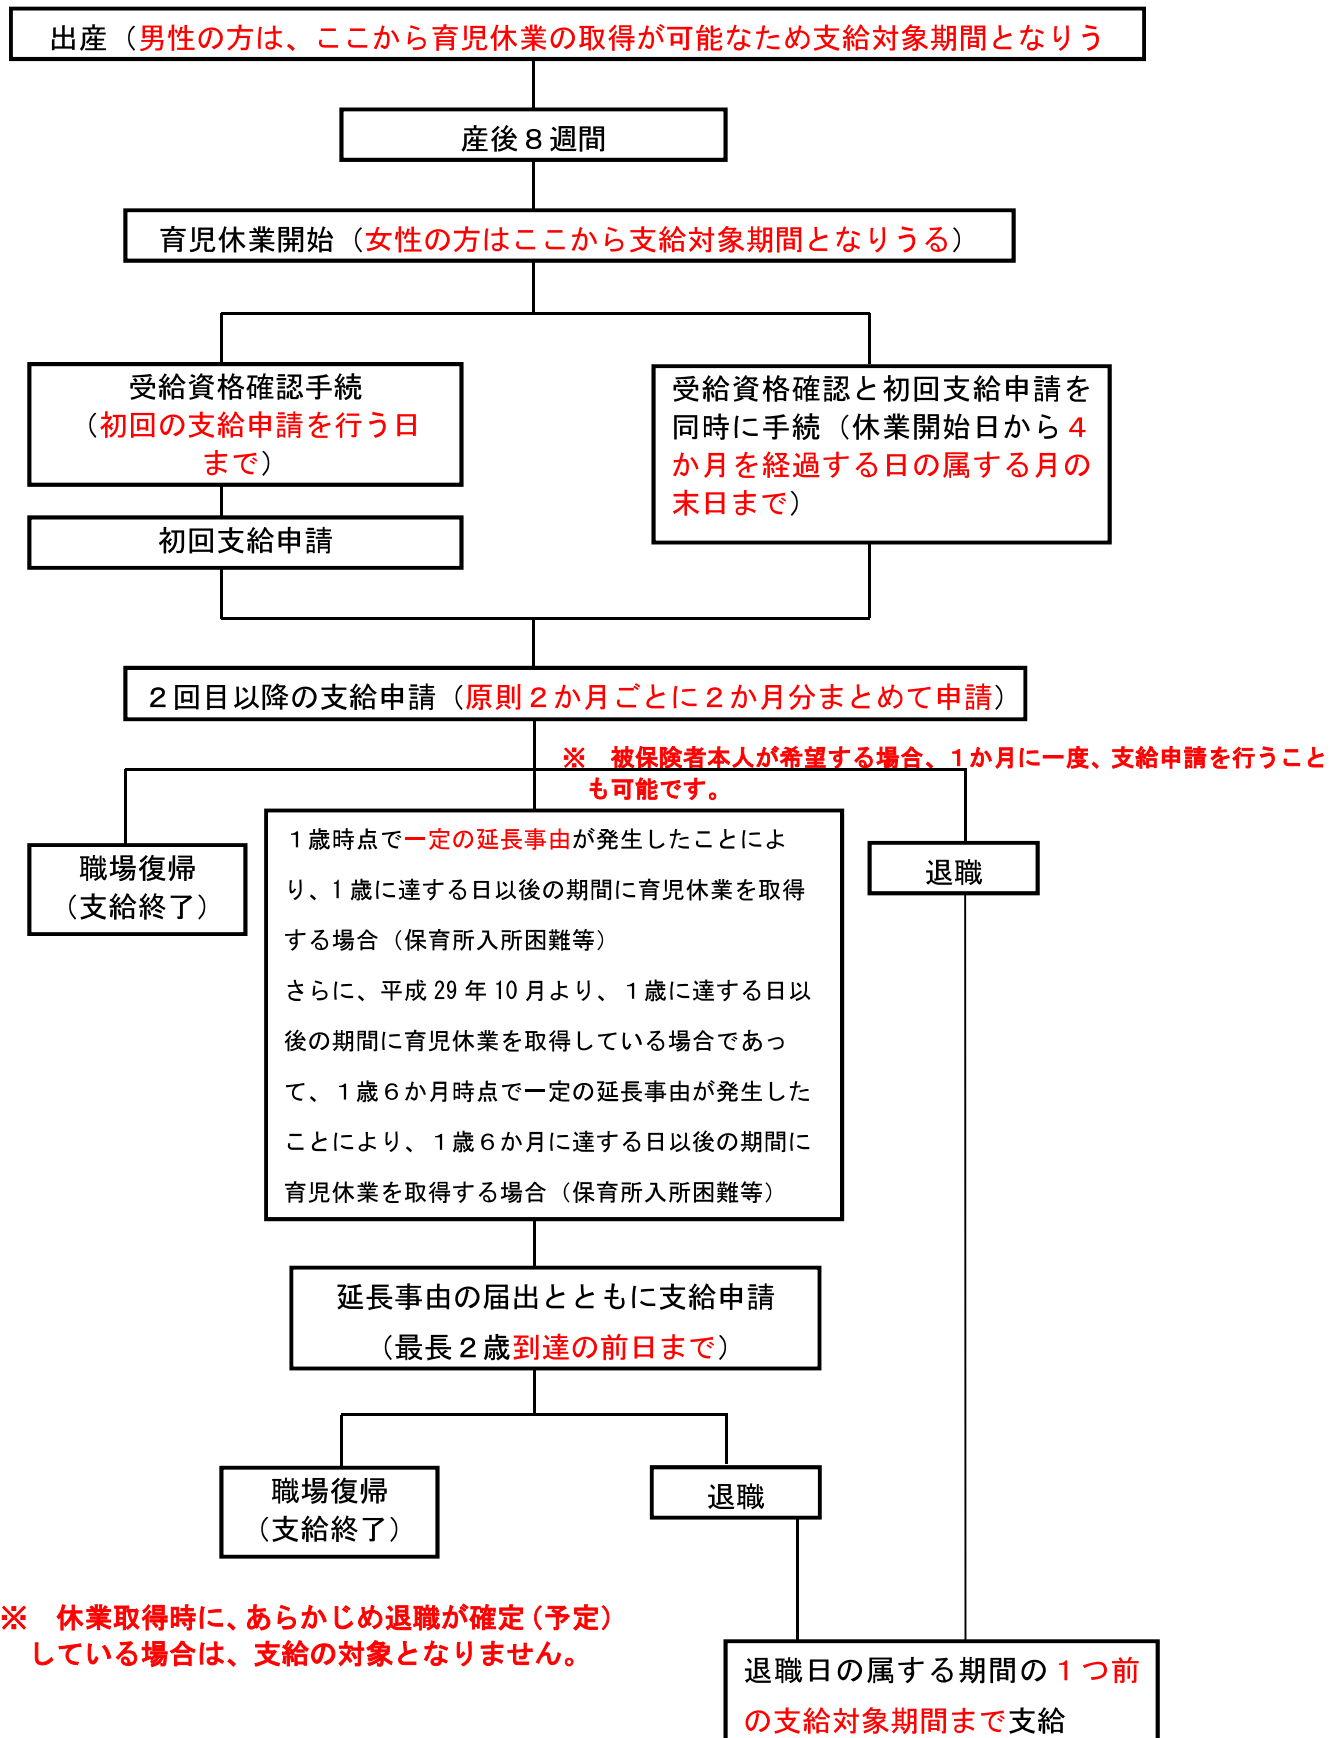 出産（男性の方は、ここから育児休業の取得が可能なため支給対象期間となりう
産後８週間
育児休業開始（女性の方はここから支給対象期間となりうる）
受給資格確認手続
（初回の支給申請を行う日
まで）
初回支給申請
受給資格確認と初回支給申請を
同時に手続（休業開始日から４
か月を経過する日の属する月の
末日まで）
２回目以降の支給申請（原則２か月ごとに２か月分まとめて申請）
※　被保険者本人が希望する場合、１か月に一度、支給申請を行うこと
も可能です。
職場復帰
（支給終了）
１歳時点で一定の延長事由が発生したことによ
り、1 歳に達する日以後の期間に育児休業を取得
する場合（保育所入所困難等）
さらに、平成 29 年 10 月より、１歳に達する日以
後の期間に育児休業を取得している場合であっ
て、１歳６か月時点で一定の延長事由が発生した
ことにより、１歳６か月に達する日以後の期間に
育児休業を取得する場合（保育所入所困難等）
退職
延長事由の届出とともに支給申請
（最長２歳到達の前日まで）
職場復帰
（支給終了）
退職
※　休業取得時に、あらかじめ退職が確定（予定）
している場合は、支給の対象となりません。
退職日の属する期間の１つ前
の支給対象期間まで支給